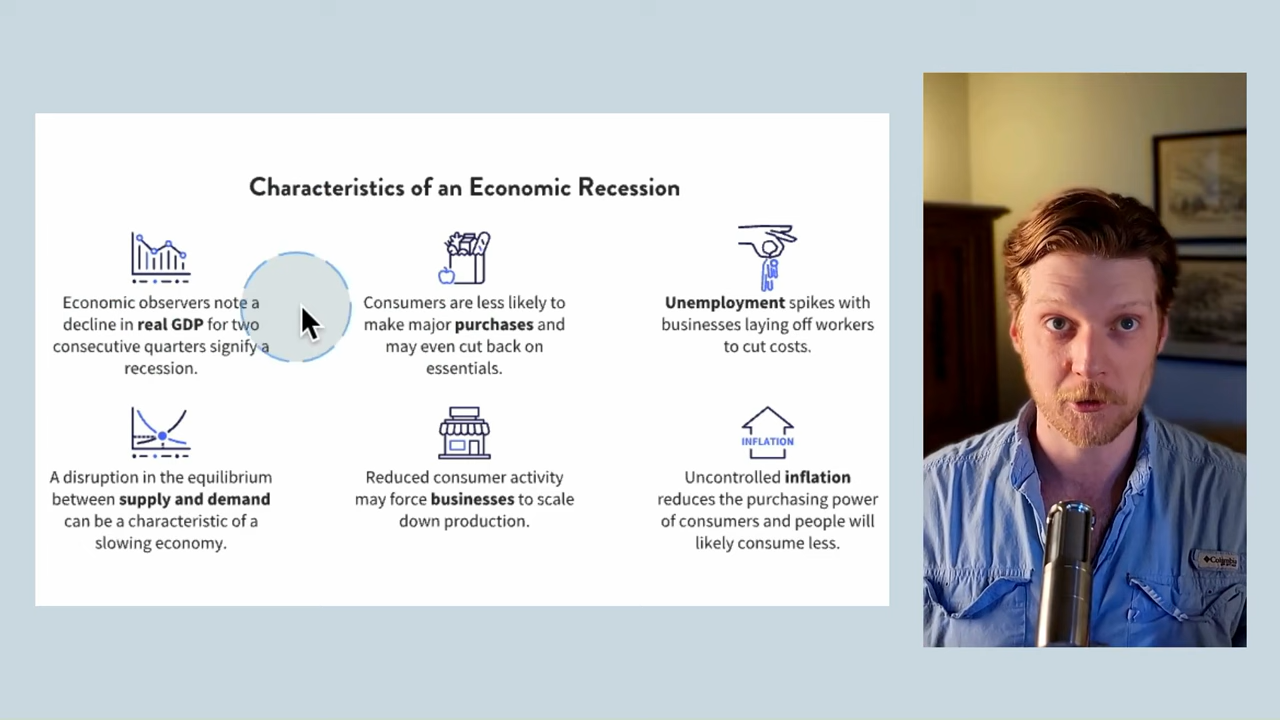 Characteristics of an Economic Recession
Economic observers note a
decline in real GDP for two
consecutive quarters signify a
recession.
Consumers are less likely to
make major purchases and
may even cut back on
essentials.
Unemployment spikes with
businesses laying off workers
to cut costs.
A disruption in the equilibrium
between supply and demand
can be a characteristic of a
slowing economy.
Reduced consumer activity
may force businesses to scale
down production.
INFLATION
Uncontrolled inflation
reduces the purchasing power
of consumers and people will
likely consume less.
Columbia